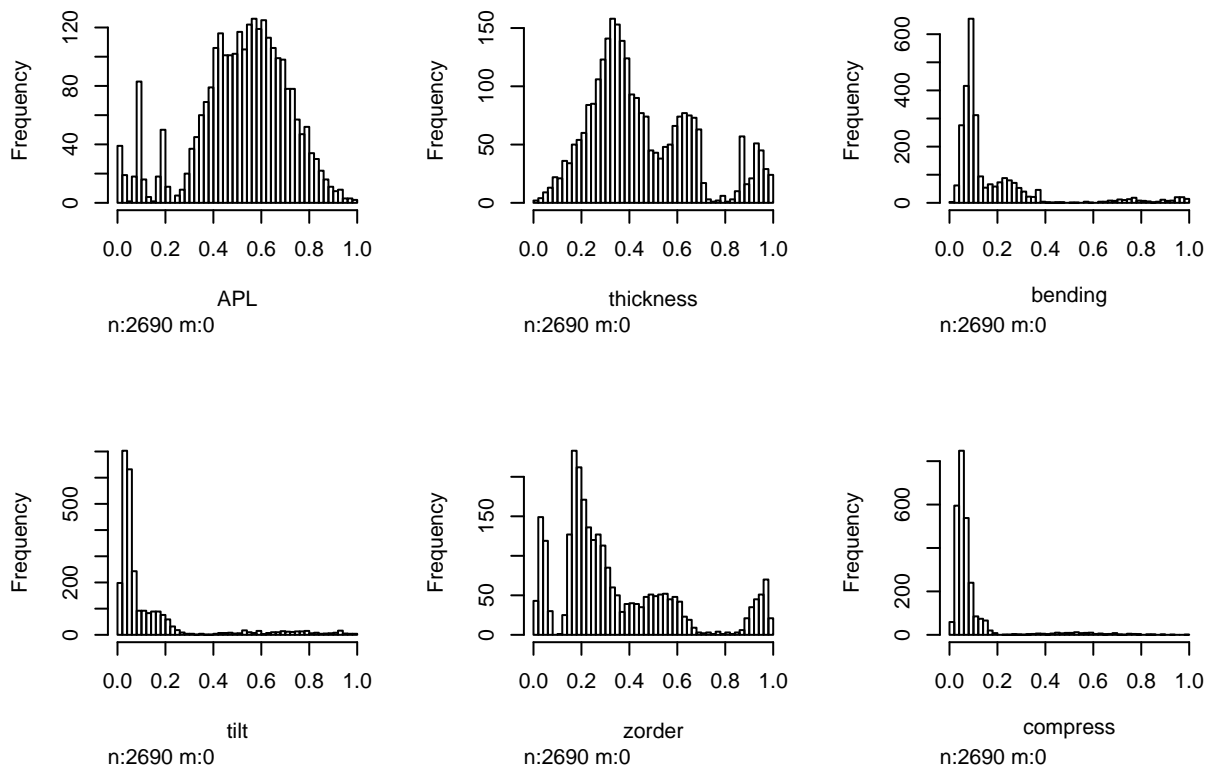 Frequency
0 40 80 120
0.0 0.2 0.4 0.6 0.8 1.0
APL
n:2690 m:0
Frequency
0 50 100 150
0.0 0.2 0.4 0.6 0.8 1.0
thickness
n:2690 m:0
Frequency
0 200 400 600
0.0 0.2 0.4 0.6 0.8 1.0
bending
n:2690 m:0
Frequency
0 200 500
0.0 0.2 0.4 0.6 0.8 1.0
tilt
n:2690 m:0
Frequency
0 50 150
0.0 0.2 0.4 0.6 0.8 1.0
zorder
n:2690 m:0
Frequency
0 200 600
0.0 0.2 0.4 0.6 0.8 1.0
compress
n:2690 m:0